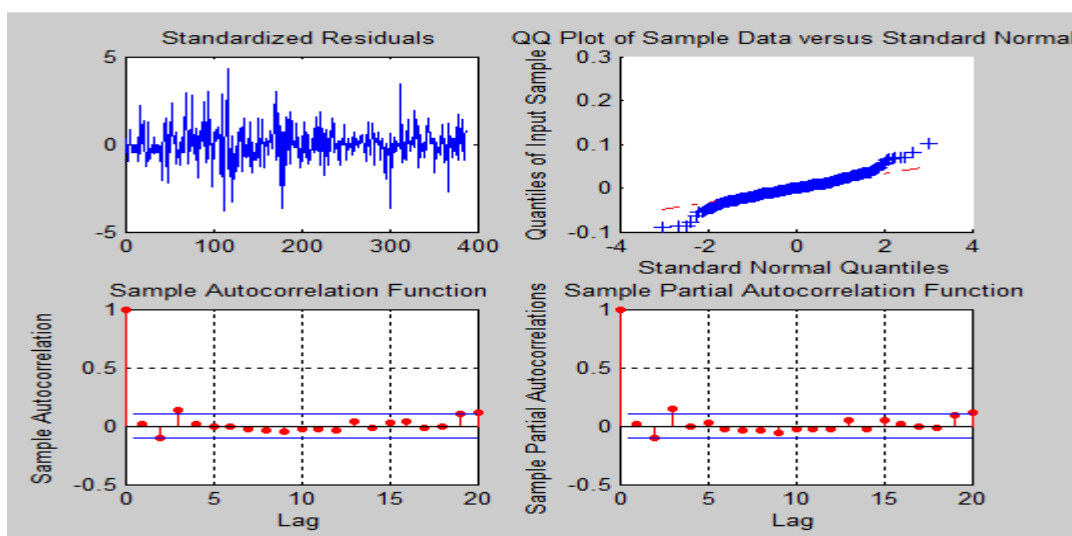 Standardized Residuals
5
0
-5
0 100 200 300 400
QQ Plot of Sample Data versus Standard Normal
Quantiles of Input Sample
0.3
0.2
0.1
0
-0.1
-4 -2 0 2 4
Standard Normal Quantiles
Sample Autocorrelation Function
Sample Autocorrelation
1
0.5
0
-0.5
0 5 10 15 20
Lag
Sample Partial Autocorrelation Function
Sample Partial Autocorrelations
1
0.5
0
-0.5
0 5 10 15 20
Lag